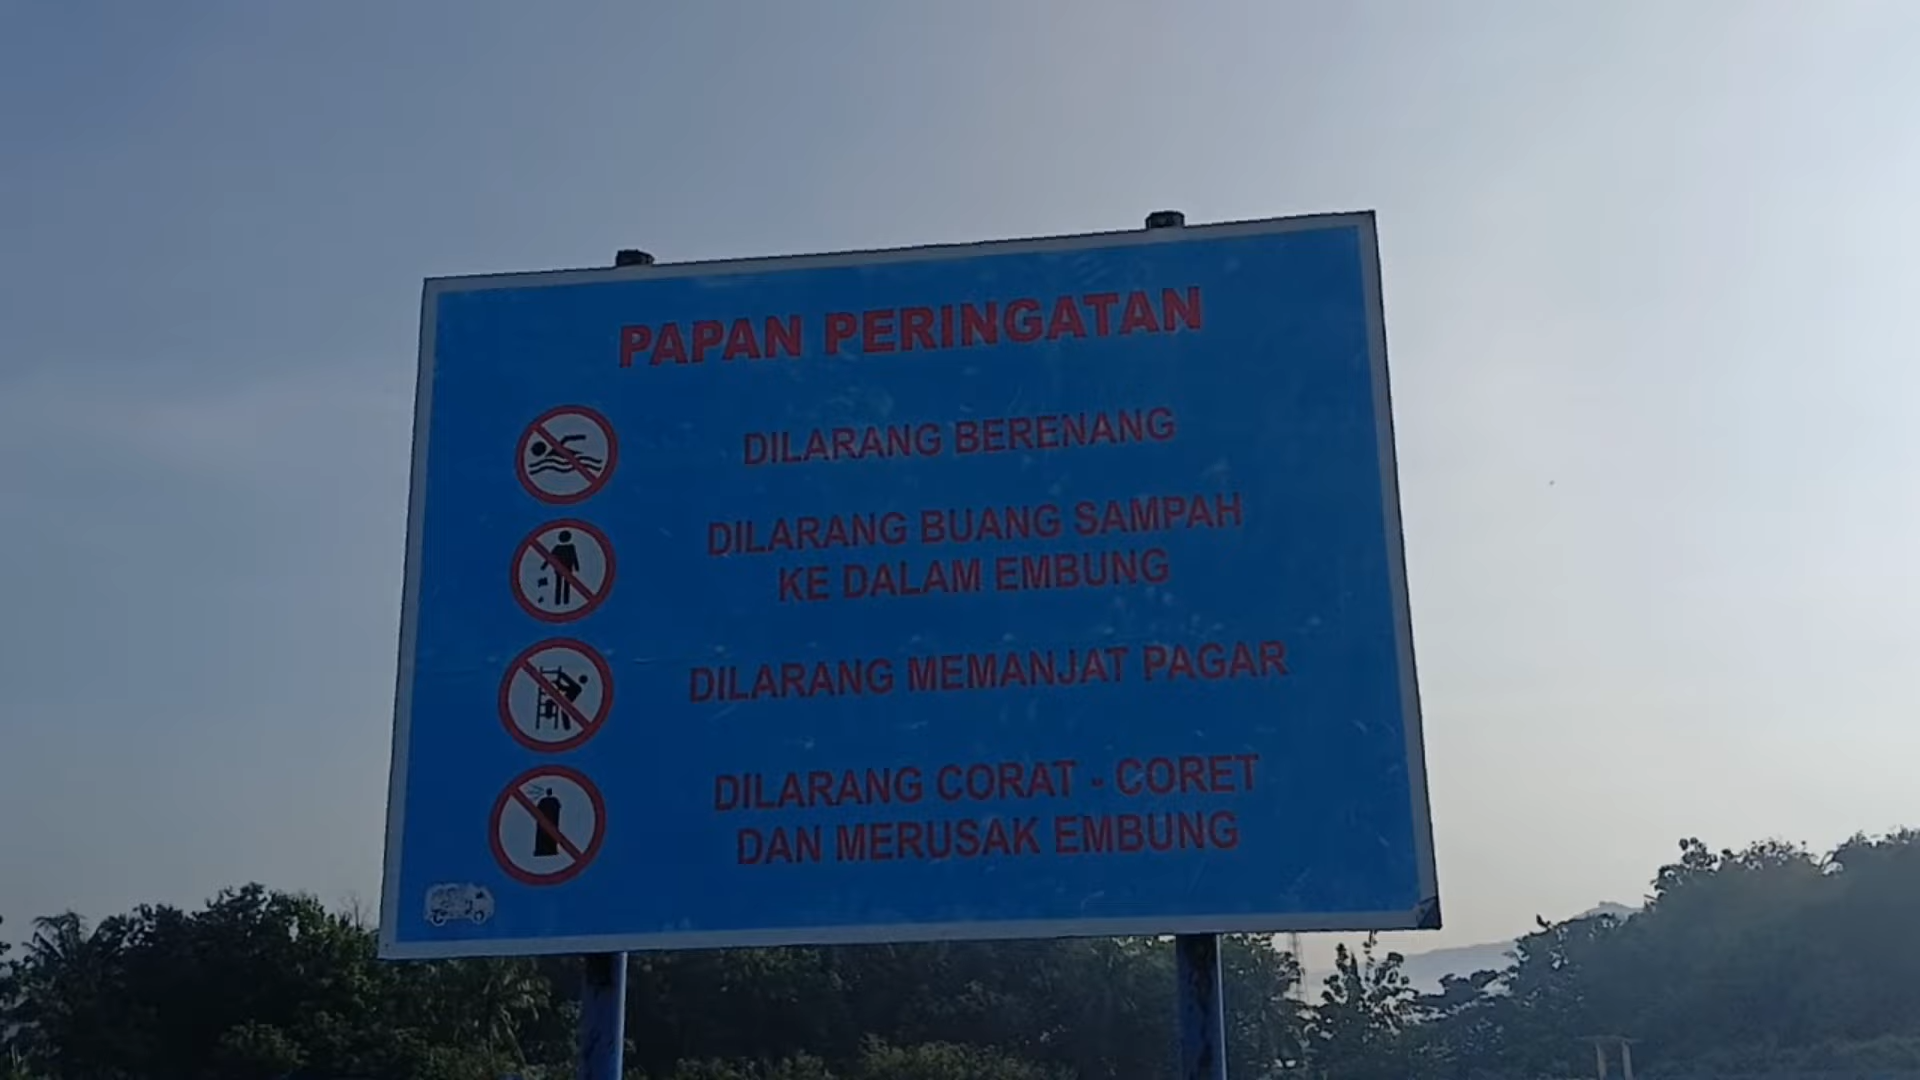 PAPAN PERINGATAN
DILARANG BERENANG
DILARANG BUANG SAMPAH
KE DALAM EMBUNG
DILARANG MEMANJAT PAGAR
DILARANG CORAT - CORET
DAN MERUSAK EMBUNG